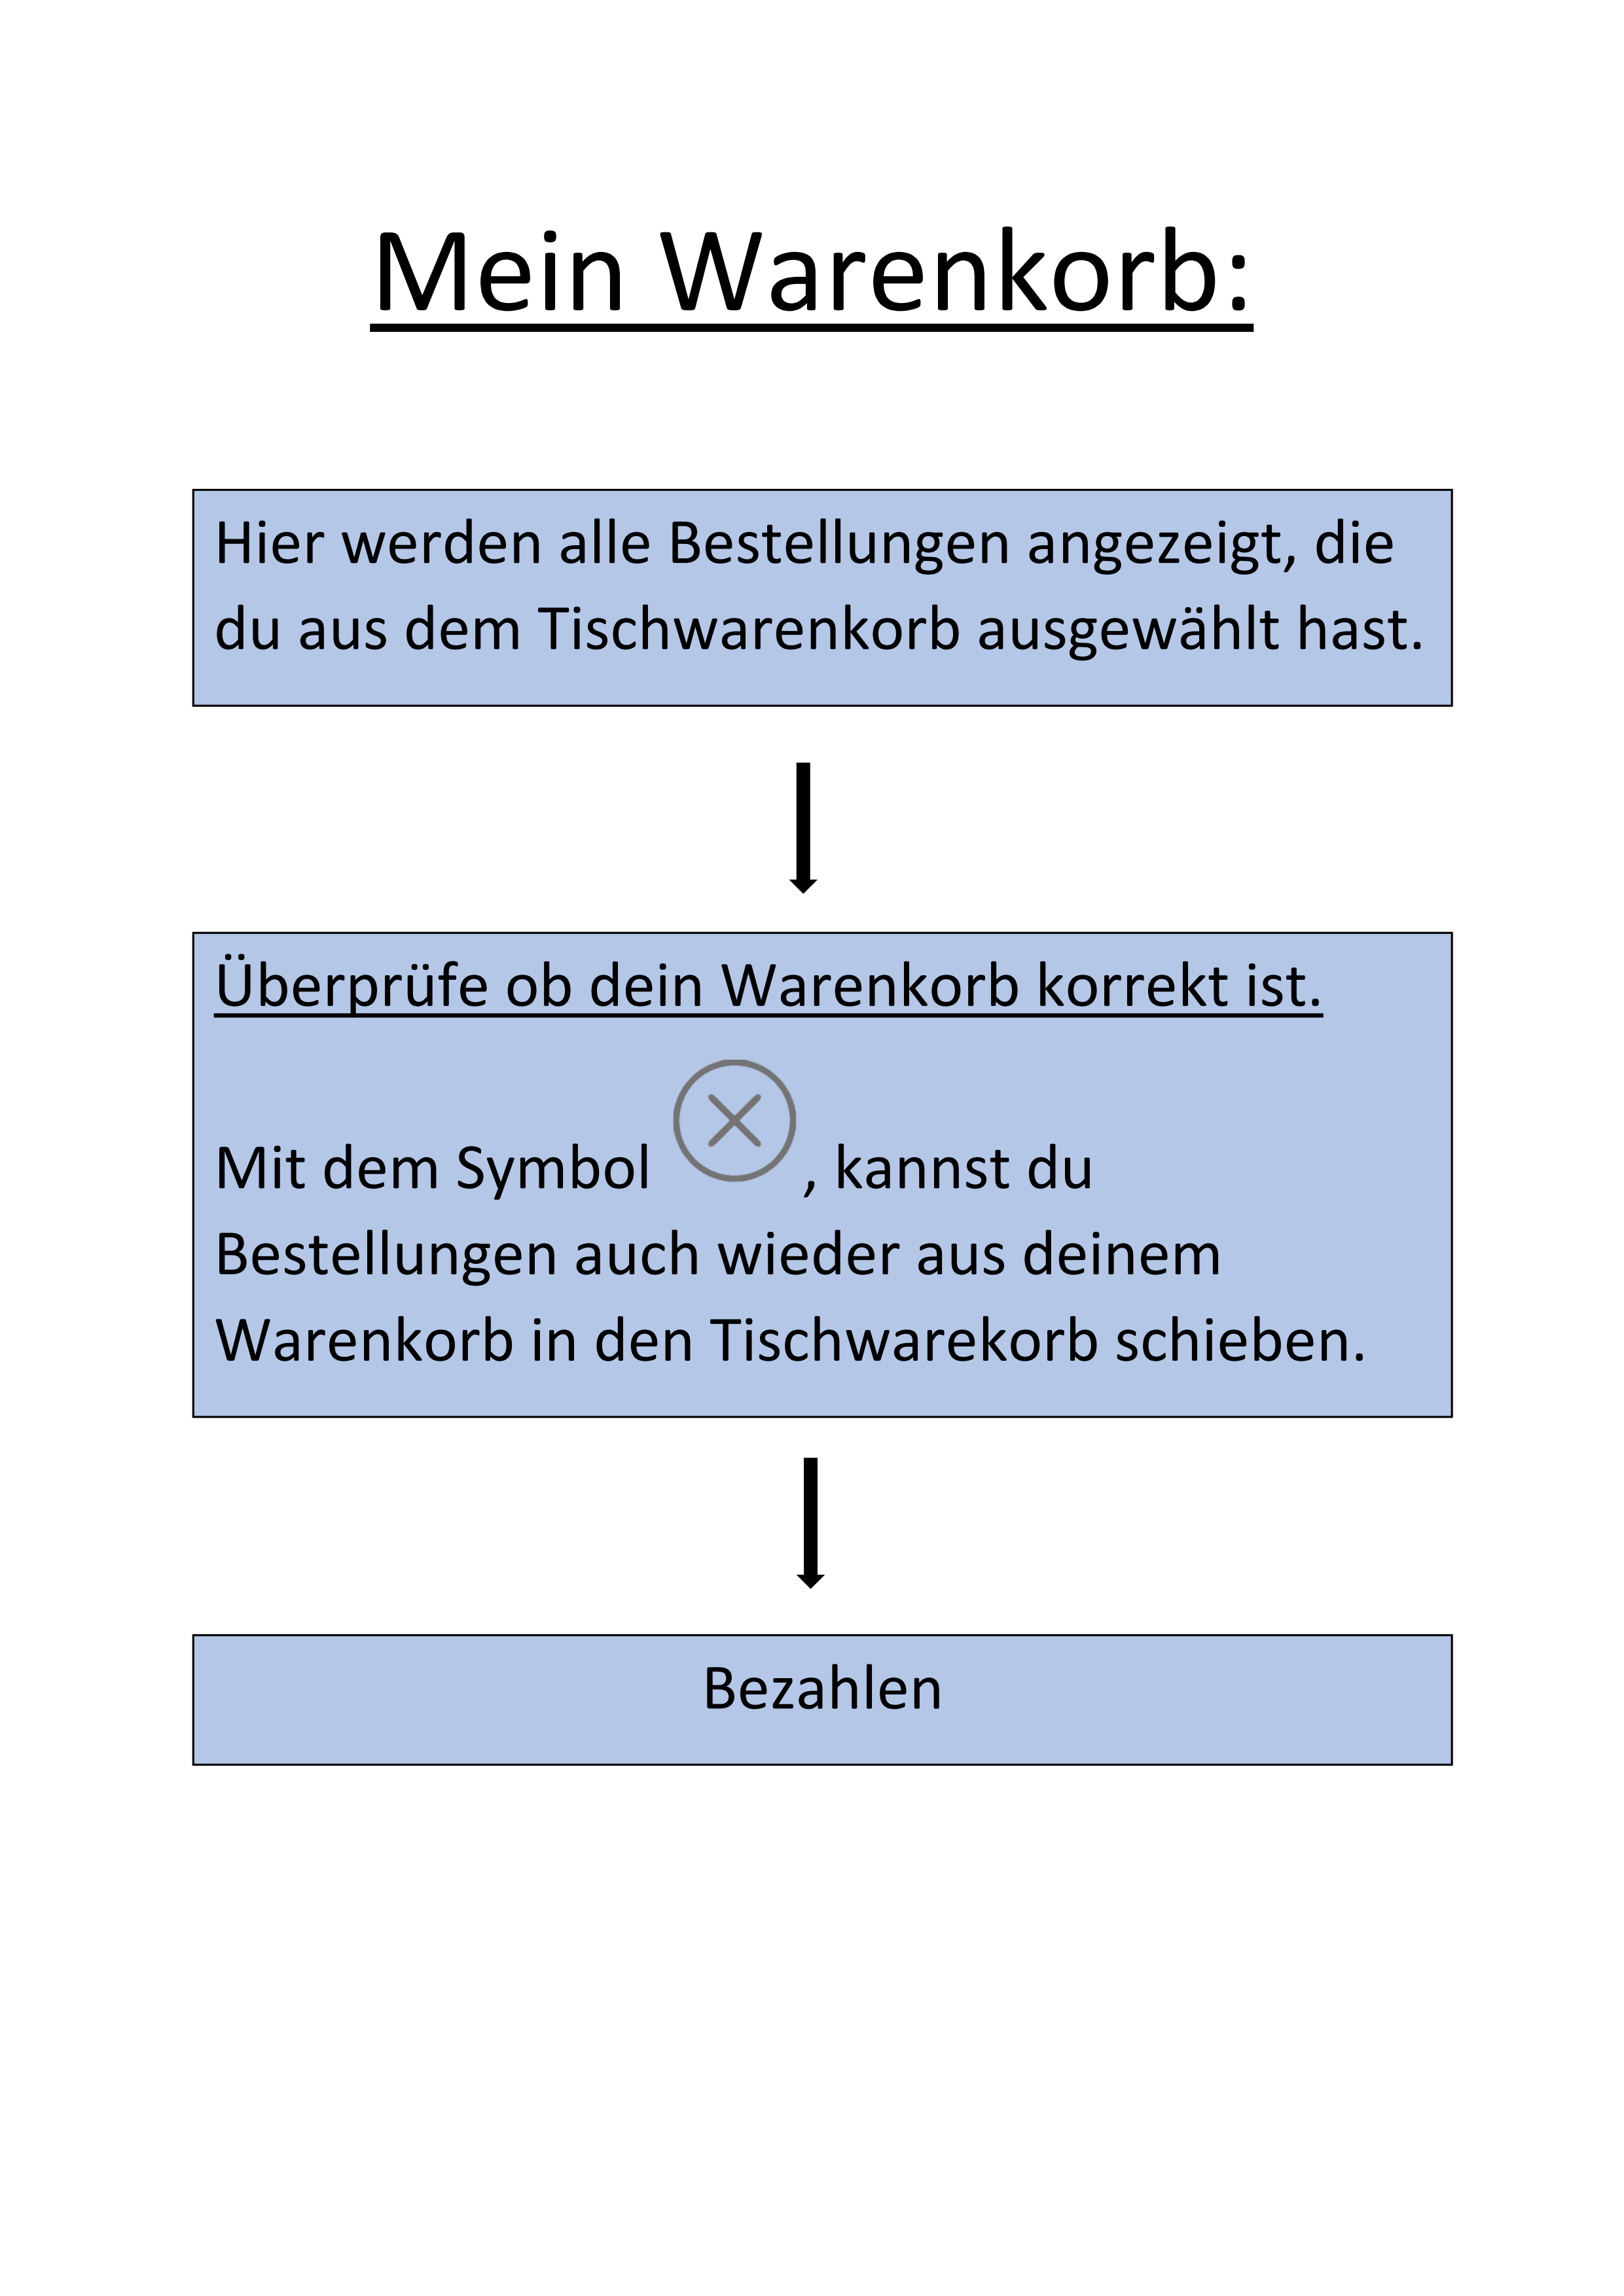 Mein Warenkorb:
Hier werden alle Bestellungen angezeigt, die
du aus dem Tischwarenkorb ausgewählt hast.
Überprüfe ob dein Warenkorb korrekt ist.
Mit dem Symbol , kannst du
Bestellungen auch wieder aus deinem
Warenkorb in den Tischwarekorb schieben.
Bezahlen